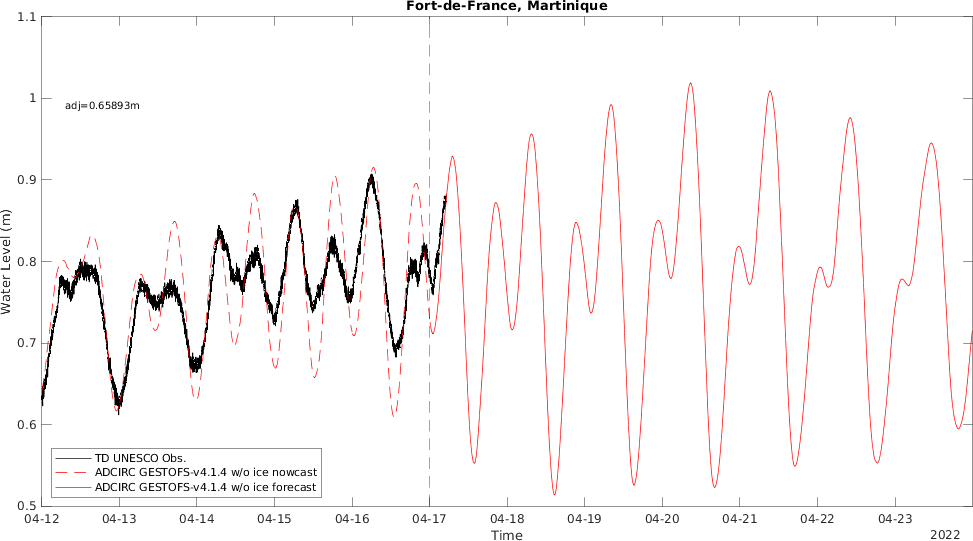 Fort-de-France, Martinique
1.1
1
0.9
0.8
0.7
0.6
0.5
Water Level (m)
adj=0.65893m
TD UNESCO Obs.
ADCIRC GESTOFS-v4.1.4 w/o ice nowcast
ADCIRC GESTOFS-v4.1.4 w/o ice forecast
04-12 04-13 04-14 04-15 04-16 04-17 04-18 04-19 04-20 04-21 04-22 04-23
Time
2022